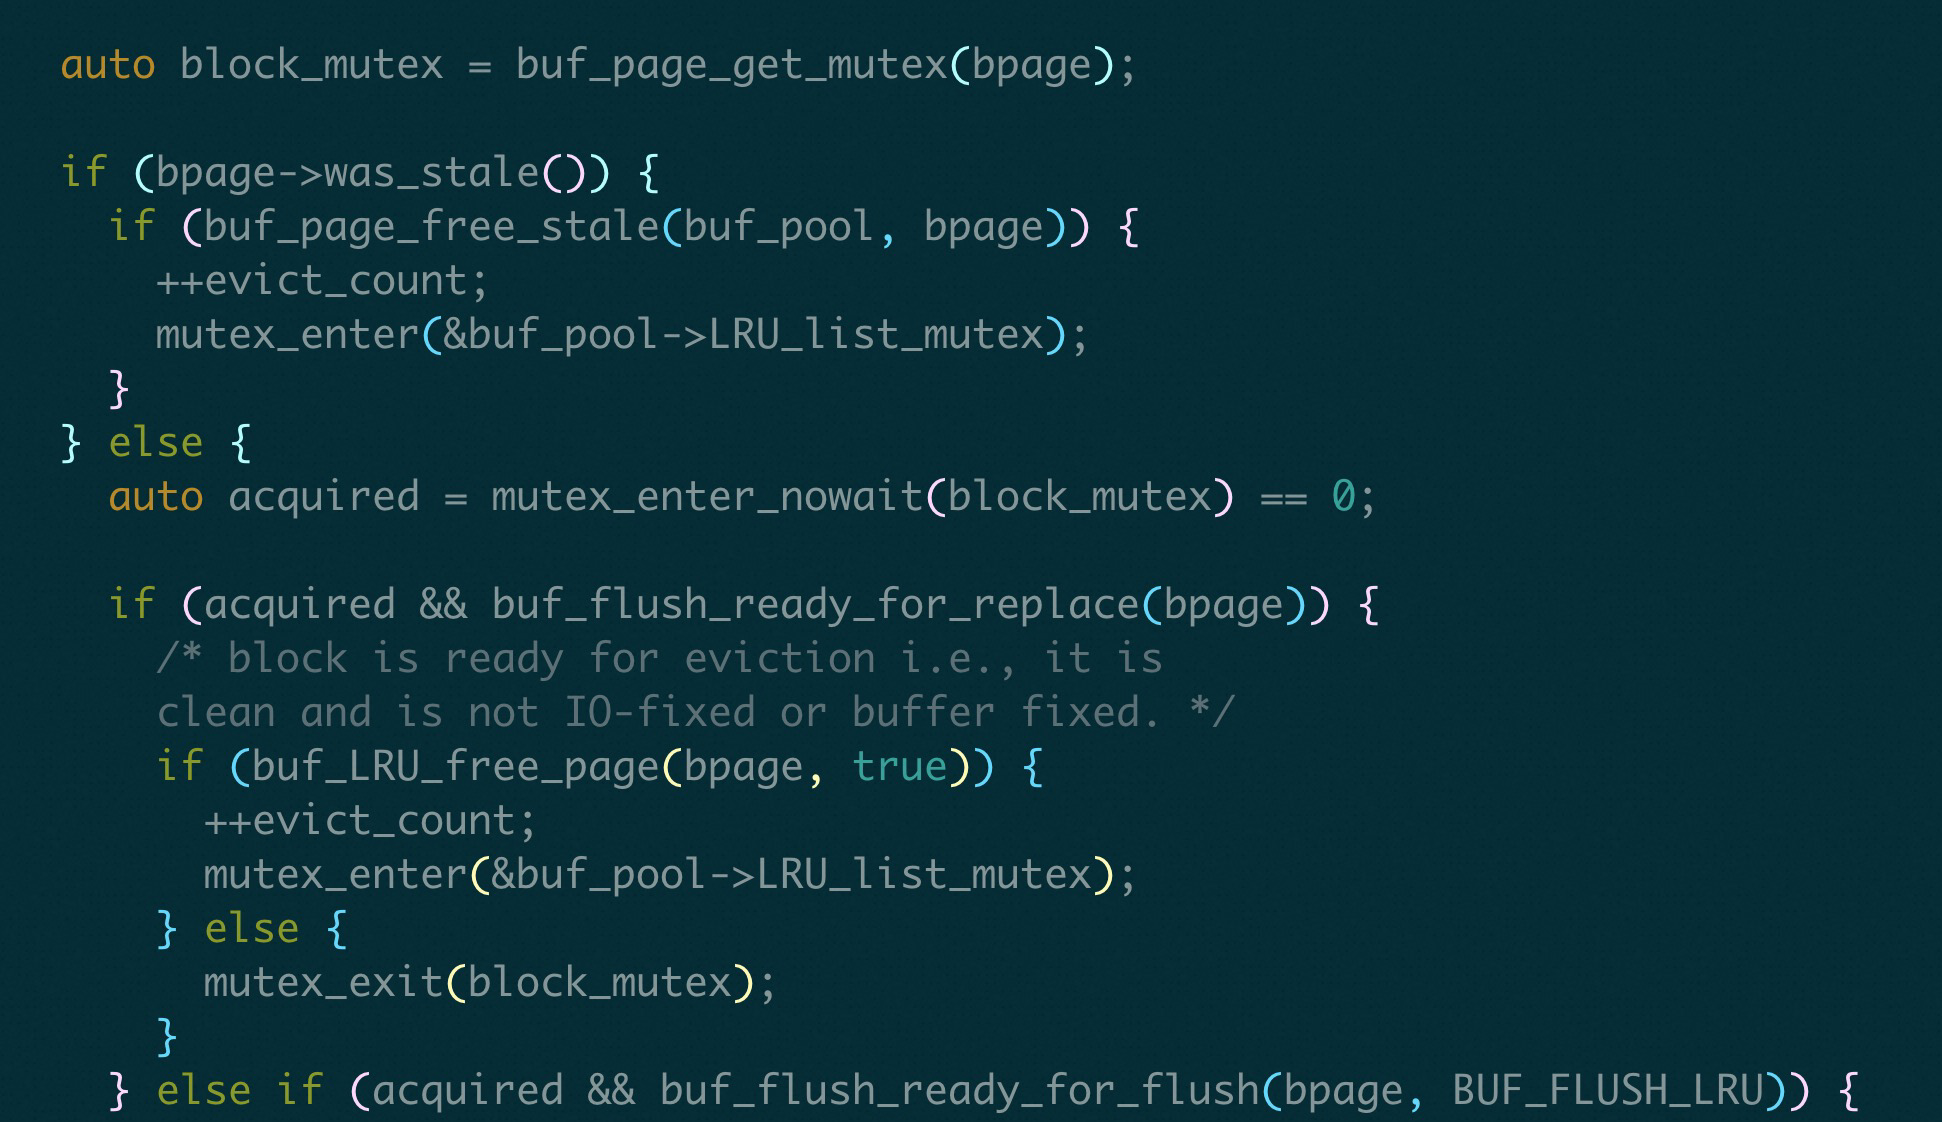 auto block_mutex = buf_page_get_mutex(bpage);

if (bpage->was_stale()) {
  if (buf_page_free_stale(buf_pool, bpage)) {
    ++evict_count;
    mutex_enter(&buf_pool->LRU_list_mutex);
  }
} else {
  auto acquired = mutex_enter_nowait(block_mutex) == 0;

  if (acquired && buf_flush_ready_for_replace(bpage)) {
    /* block is ready for eviction i.e., it is
    clean and is not IO-fixed or buffer fixed. */
    if (buf_LRU_free_page(bpage, true)) {
      ++evict_count;
      mutex_enter(&buf_pool->LRU_list_mutex);
    } else {
      mutex_exit(block_mutex);
    }
  } else if (acquired && buf_flush_ready_for_flush(bpage, BUF_FLUSH_LRU)) {